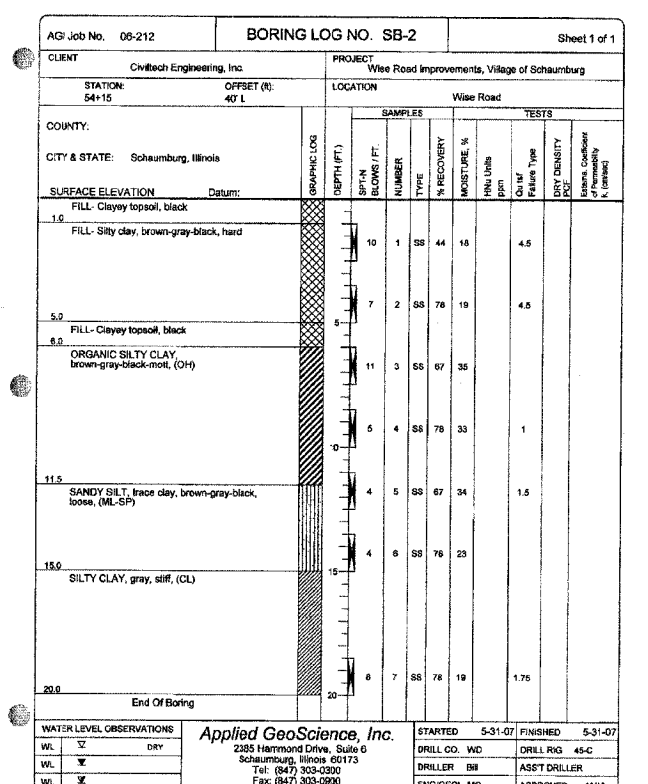 AGI Job No. 06-212 BORING LOG NO. SB-2 Sheet 1 of 1
CLIENT
Civiltech Engineering, Inc.
PROJECT
Wise Road Improvements, Village of Schaumburg
STATION: OFFSET (ft):
54+15 40' L
LOCATION
Wise Road
SAMPLES TESTS
COUNTY:
CITY & STATE: Schaumburg, Illinois
SURFACE ELEVATION Datum:
GRAPHIC LOG
DEPTH (FT.)
SPT-N
BLOWS / FT.
NUMBER
TYPE
% RECOVERY
MOISTURE, %
HNu Units
ppm
Qu tsf
Failure Type
DRY DENSITY
PCF
Estema. Coefficient
of Permeability
k, (cm/sec)
FILL- Clayey topsoil, black
1.0
FILL- Silty clay, brown-gray-black, hard
10 1 SS 44 18 4.5
7 2 SS 78 19 4.5
5.0 5
FILL- Clayey topsoil, black
6.0
ORGANIC SILTY CLAY,
brown-gray-black-mott, (OH)
11 3 SS 67 35
5 4 SS 78 33 1
10
11.5
SANDY SILT, trace clay, brown-gray-black,
loose, (ML-SP)
4 5 SS 67 34 1.5
4 6 SS 78 23
15.0 15
SILTY CLAY, gray, stiff, (CL)
8 7 SS 78 19 1.75
20.0 20
End Of Boring
WATER LEVEL OBSERVATIONS
WL DRY
WL
WL
Applied GeoScience, Inc.
2385 Hammond Drive, Suite 6
Schaumburg, Illinois 60173
Tel: (847) 303-0300
Fax: (847) 303-0900
STARTED 5-31-07 FINISHED 5-31-07
DRILL CO. WD DRILL RIG 45-C
DRILLER Bill ASS'T DRILLER